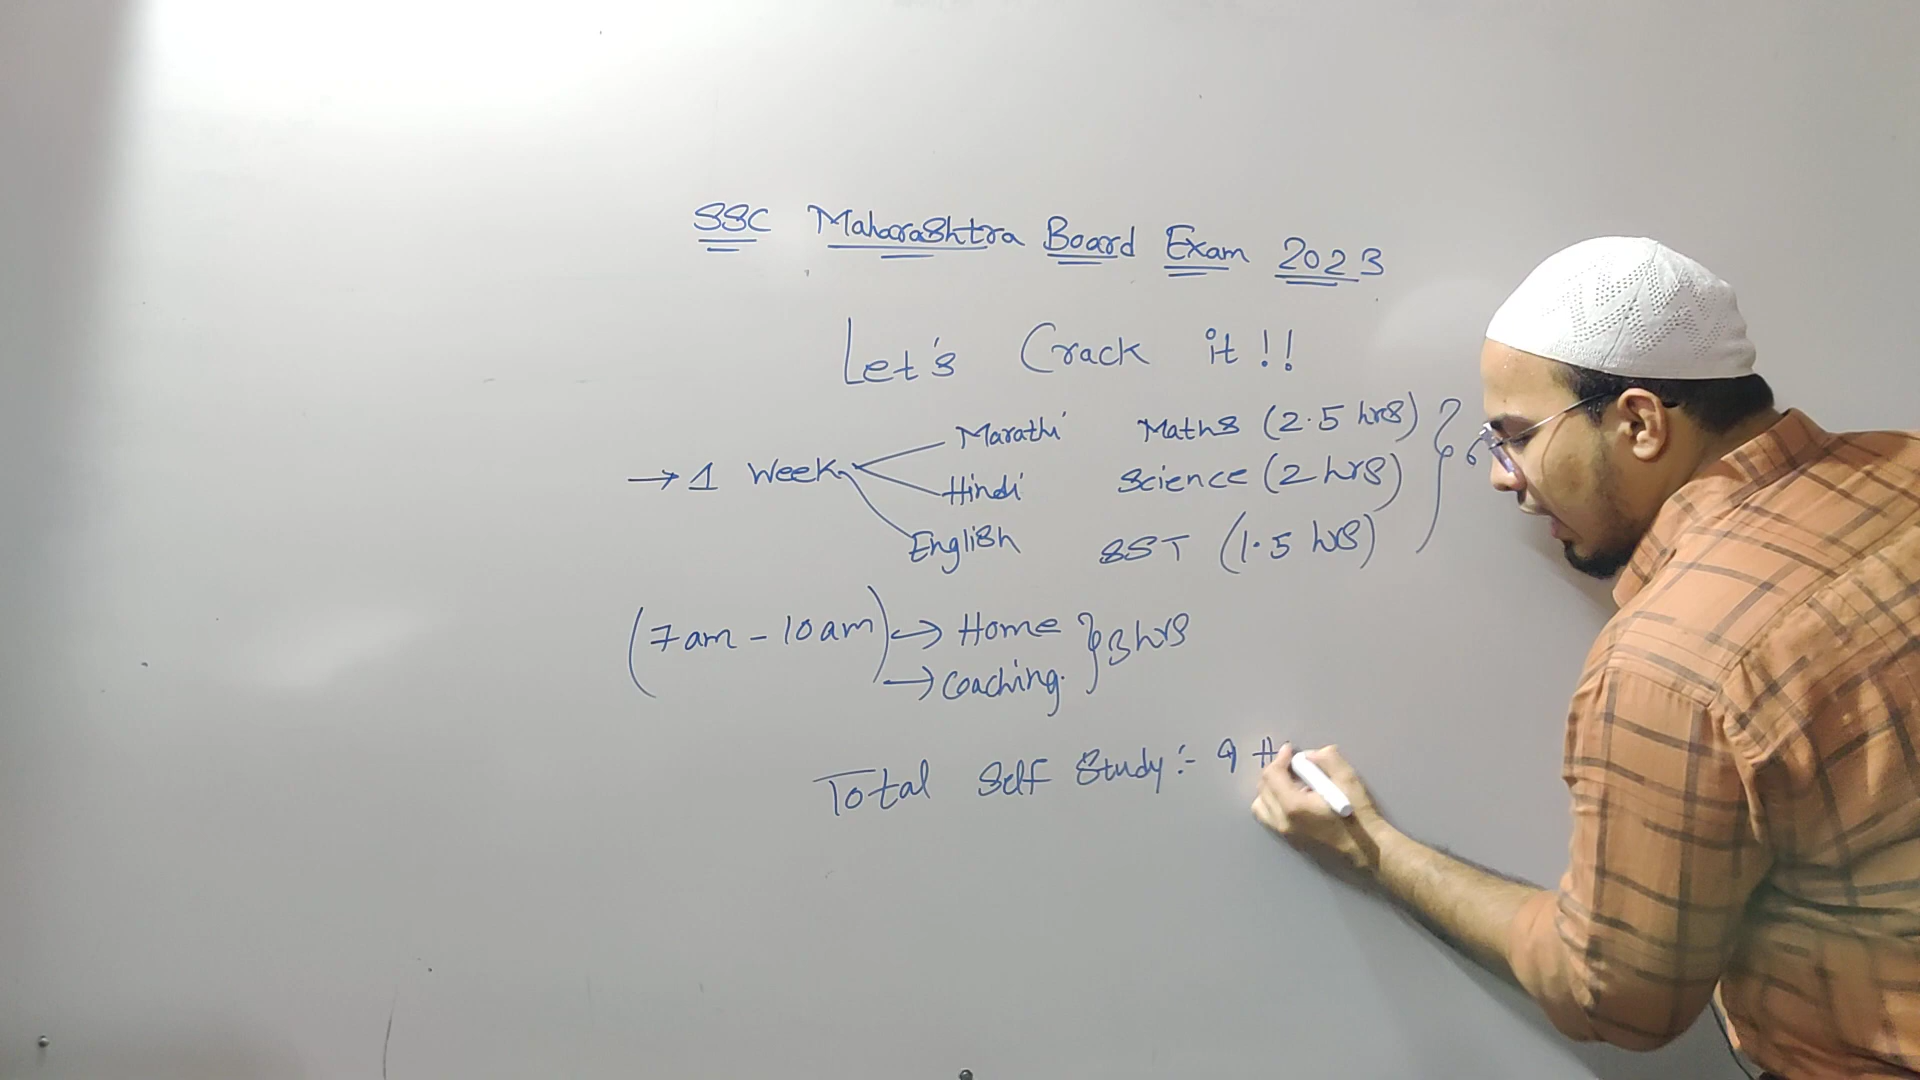 SSC Maharashtra Board Exam 2023
Let's Crack it!!
→ 1 Week Marathi Maths (2.5 hrs)
Hindi Science (2 hrs) 6
English SST (1.5 hrs)
(7am - 10am) → Home } 3 hrs
→ Coaching.
Total Self Study :- 9 H